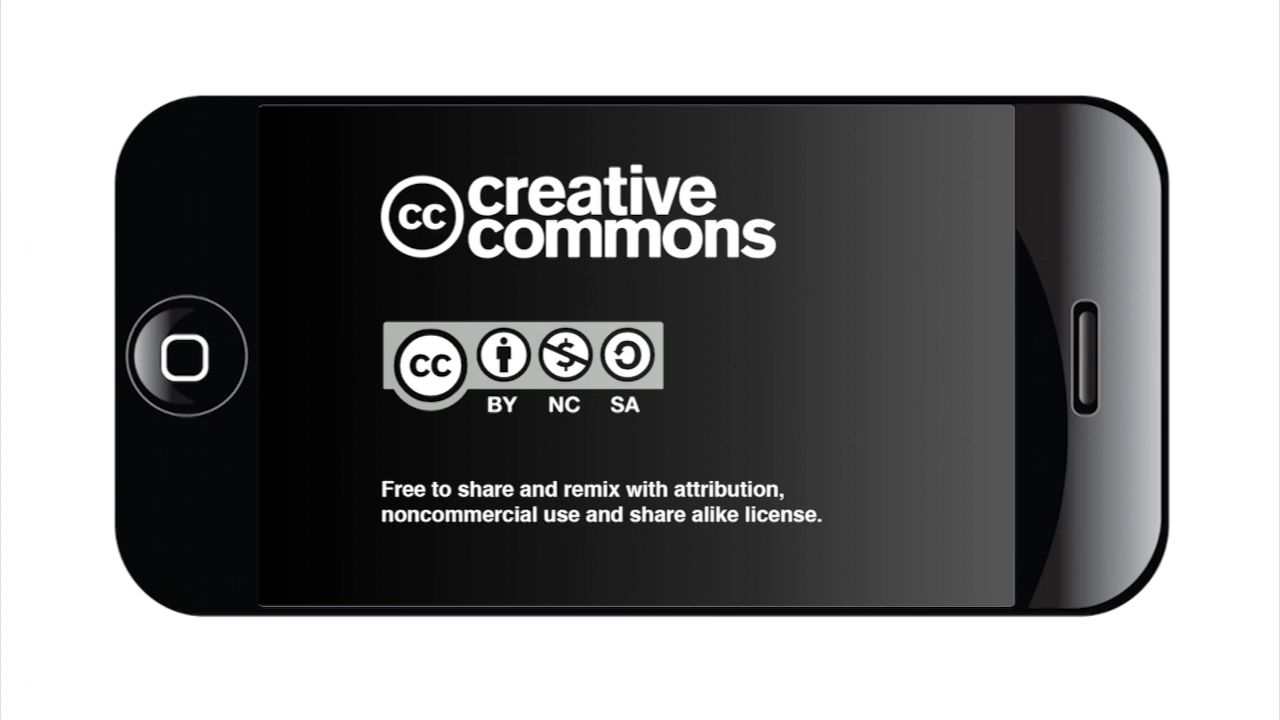 cc creative
commons
cc
BY NC SA
Free to share and remix with attribution,
noncommercial use and share alike license.